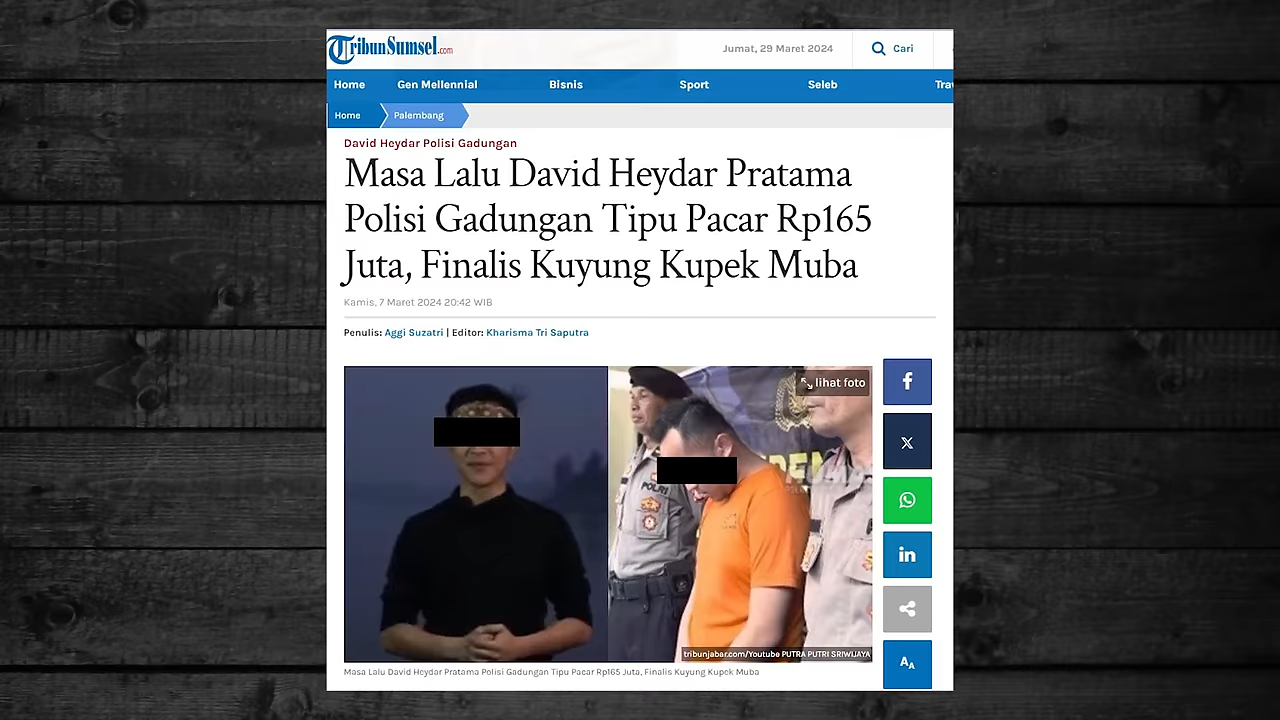 TribunSumsel.com
Jumat, 29 Maret 2024
Cari
Home
Gen Mellennial
Bisnis
Sport
Seleb
Home
Palembang
David Heydar Polisi Gadungan
Masa Lalu David Heydar Pratama
Polisi Gadungan Tipu Pacar Rp165
Juta, Finalis Kuyung Kupek Muba
Kamis, 7 Maret 2024 20:42 WIB
Penulis: Aggi Suzatri | Editor: Kharisma Tri Saputra
lihat foto
POLRI
tribunjabar.com/Youtube PUTRA PUTRI SRIWIJAYA
AA
Masa Lalu David Heydar Pratama Polisi Gadungan Tipu Pacar Rp165 Juta, Finalis Kuyung Kupek Muba